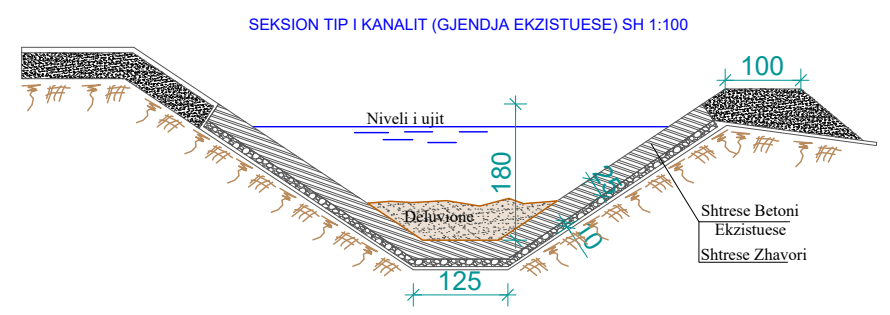 SEKSION TIP I KANALIT (GJENDJA EKZISTUESE) SH 1:100
100
Niveli i ujit
180
25
Deluvione
Shtrese Betoni
Ekzistuese
10
Shtrese Zhavori
125